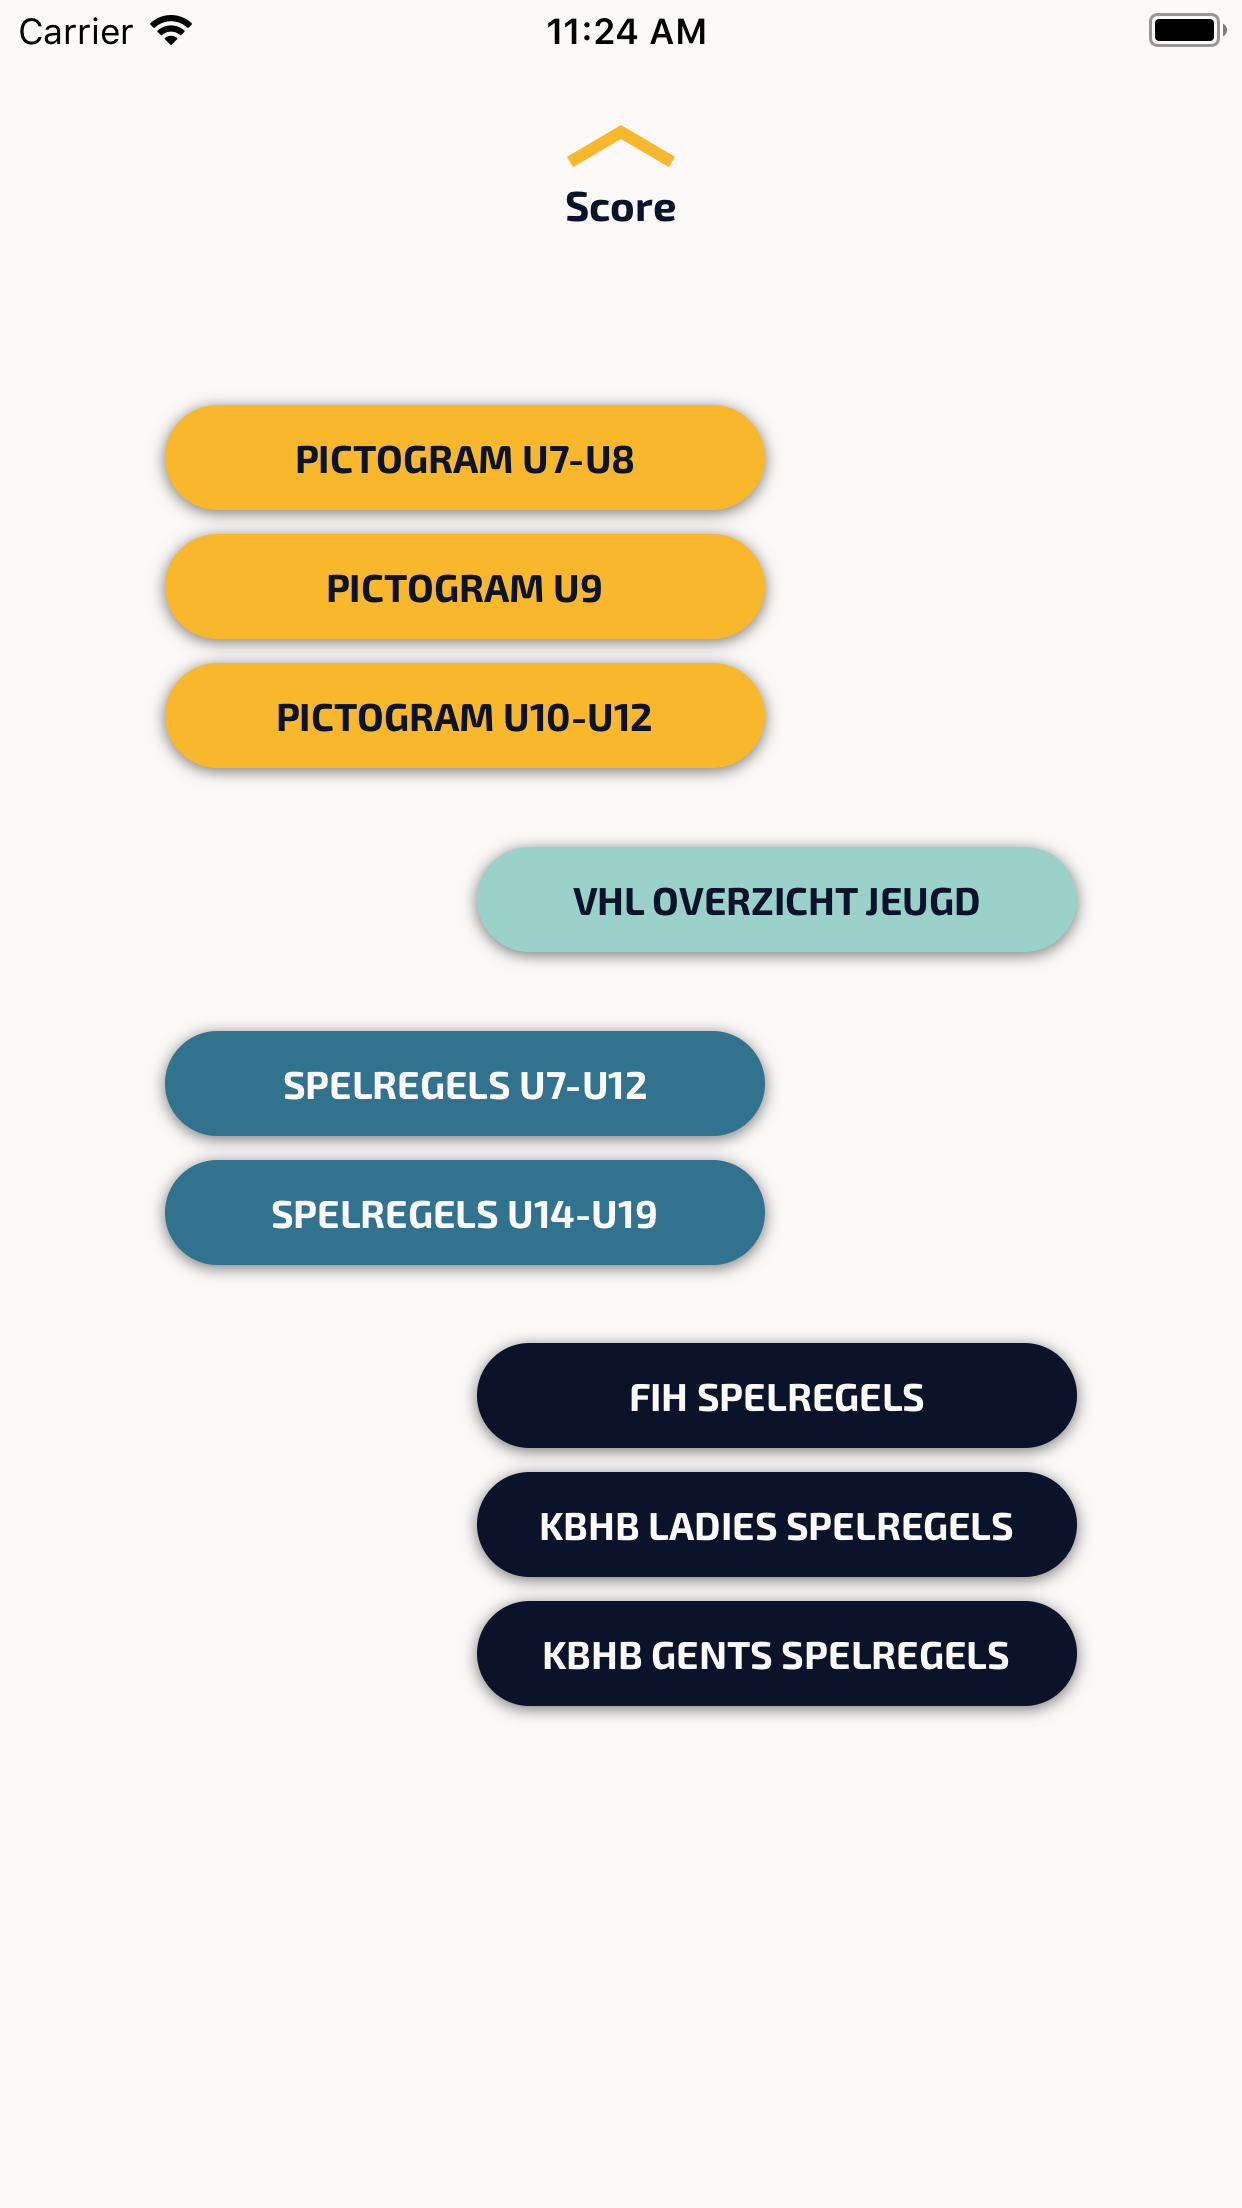 Carrier 11:24 AM
Score
PICTOGRAM U7-U8
PICTOGRAM U9
PICTOGRAM U10-U12
VHL OVERZICHT JEUGD
SPELREGELS U7-U12
SPELREGELS U14-U19
FIH SPELREGELS
KBHB LADIES SPELREGELS
KBHB GENTS SPELREGELS